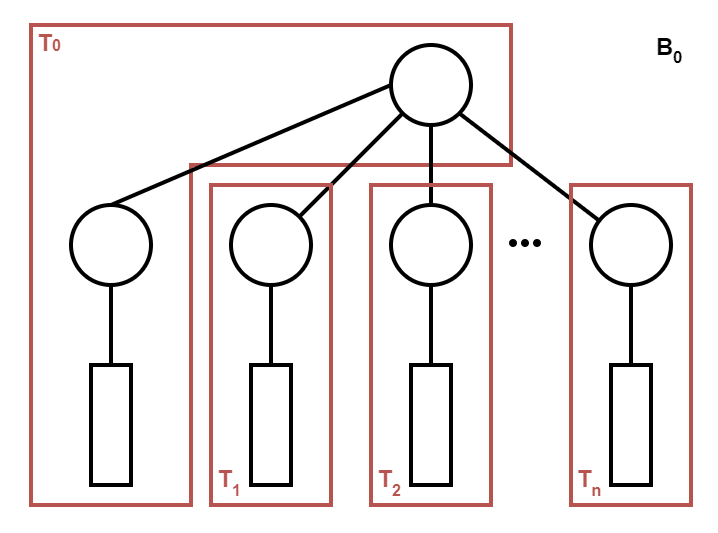 T₀
B₀
•••
T₁
T₂
Tₙ